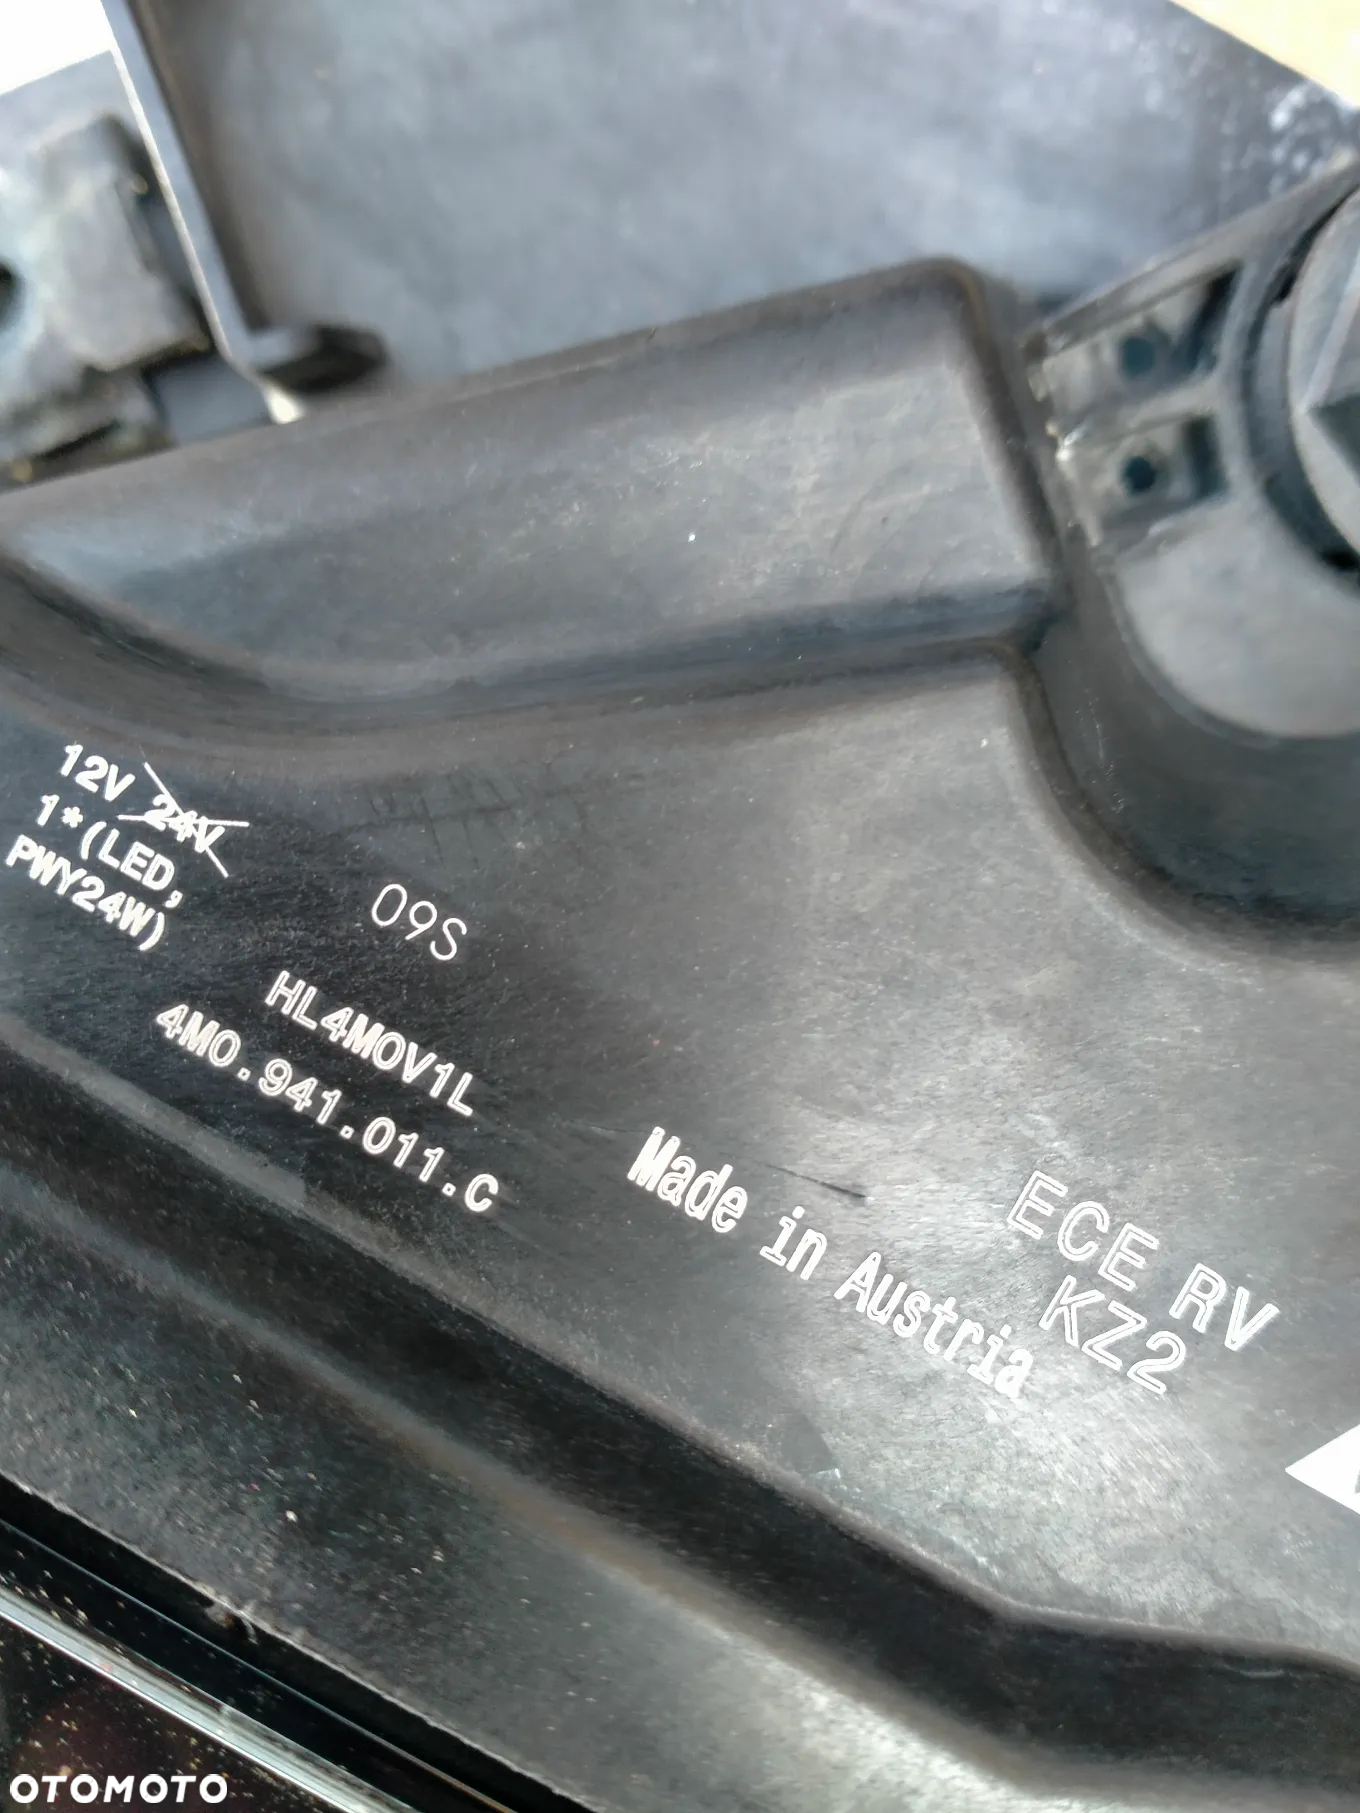 12V 24V
1*(LED,
PWY24W)
09S
HL4M0V1L
4M0.941.011.C
Made in Austria
ECE RV
KZ2
OTOMOTO